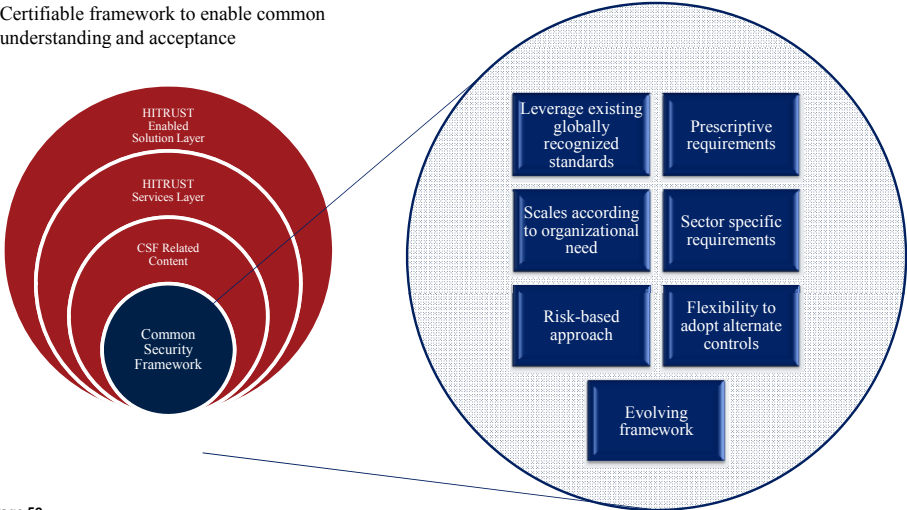 Certifiable framework to enable common
understanding and acceptance
HITRUST
Enabled
Solution Layer
HITRUST
Services Layer
CSF Related
Content
Common
Security
Framework
Leverage existing
globally
recognized
standards
Prescriptive
requirements
Scales according
to organizational
need
Sector specific
requirements
Risk-based
approach
Flexibility to
adopt alternate
controls
Evolving
framework